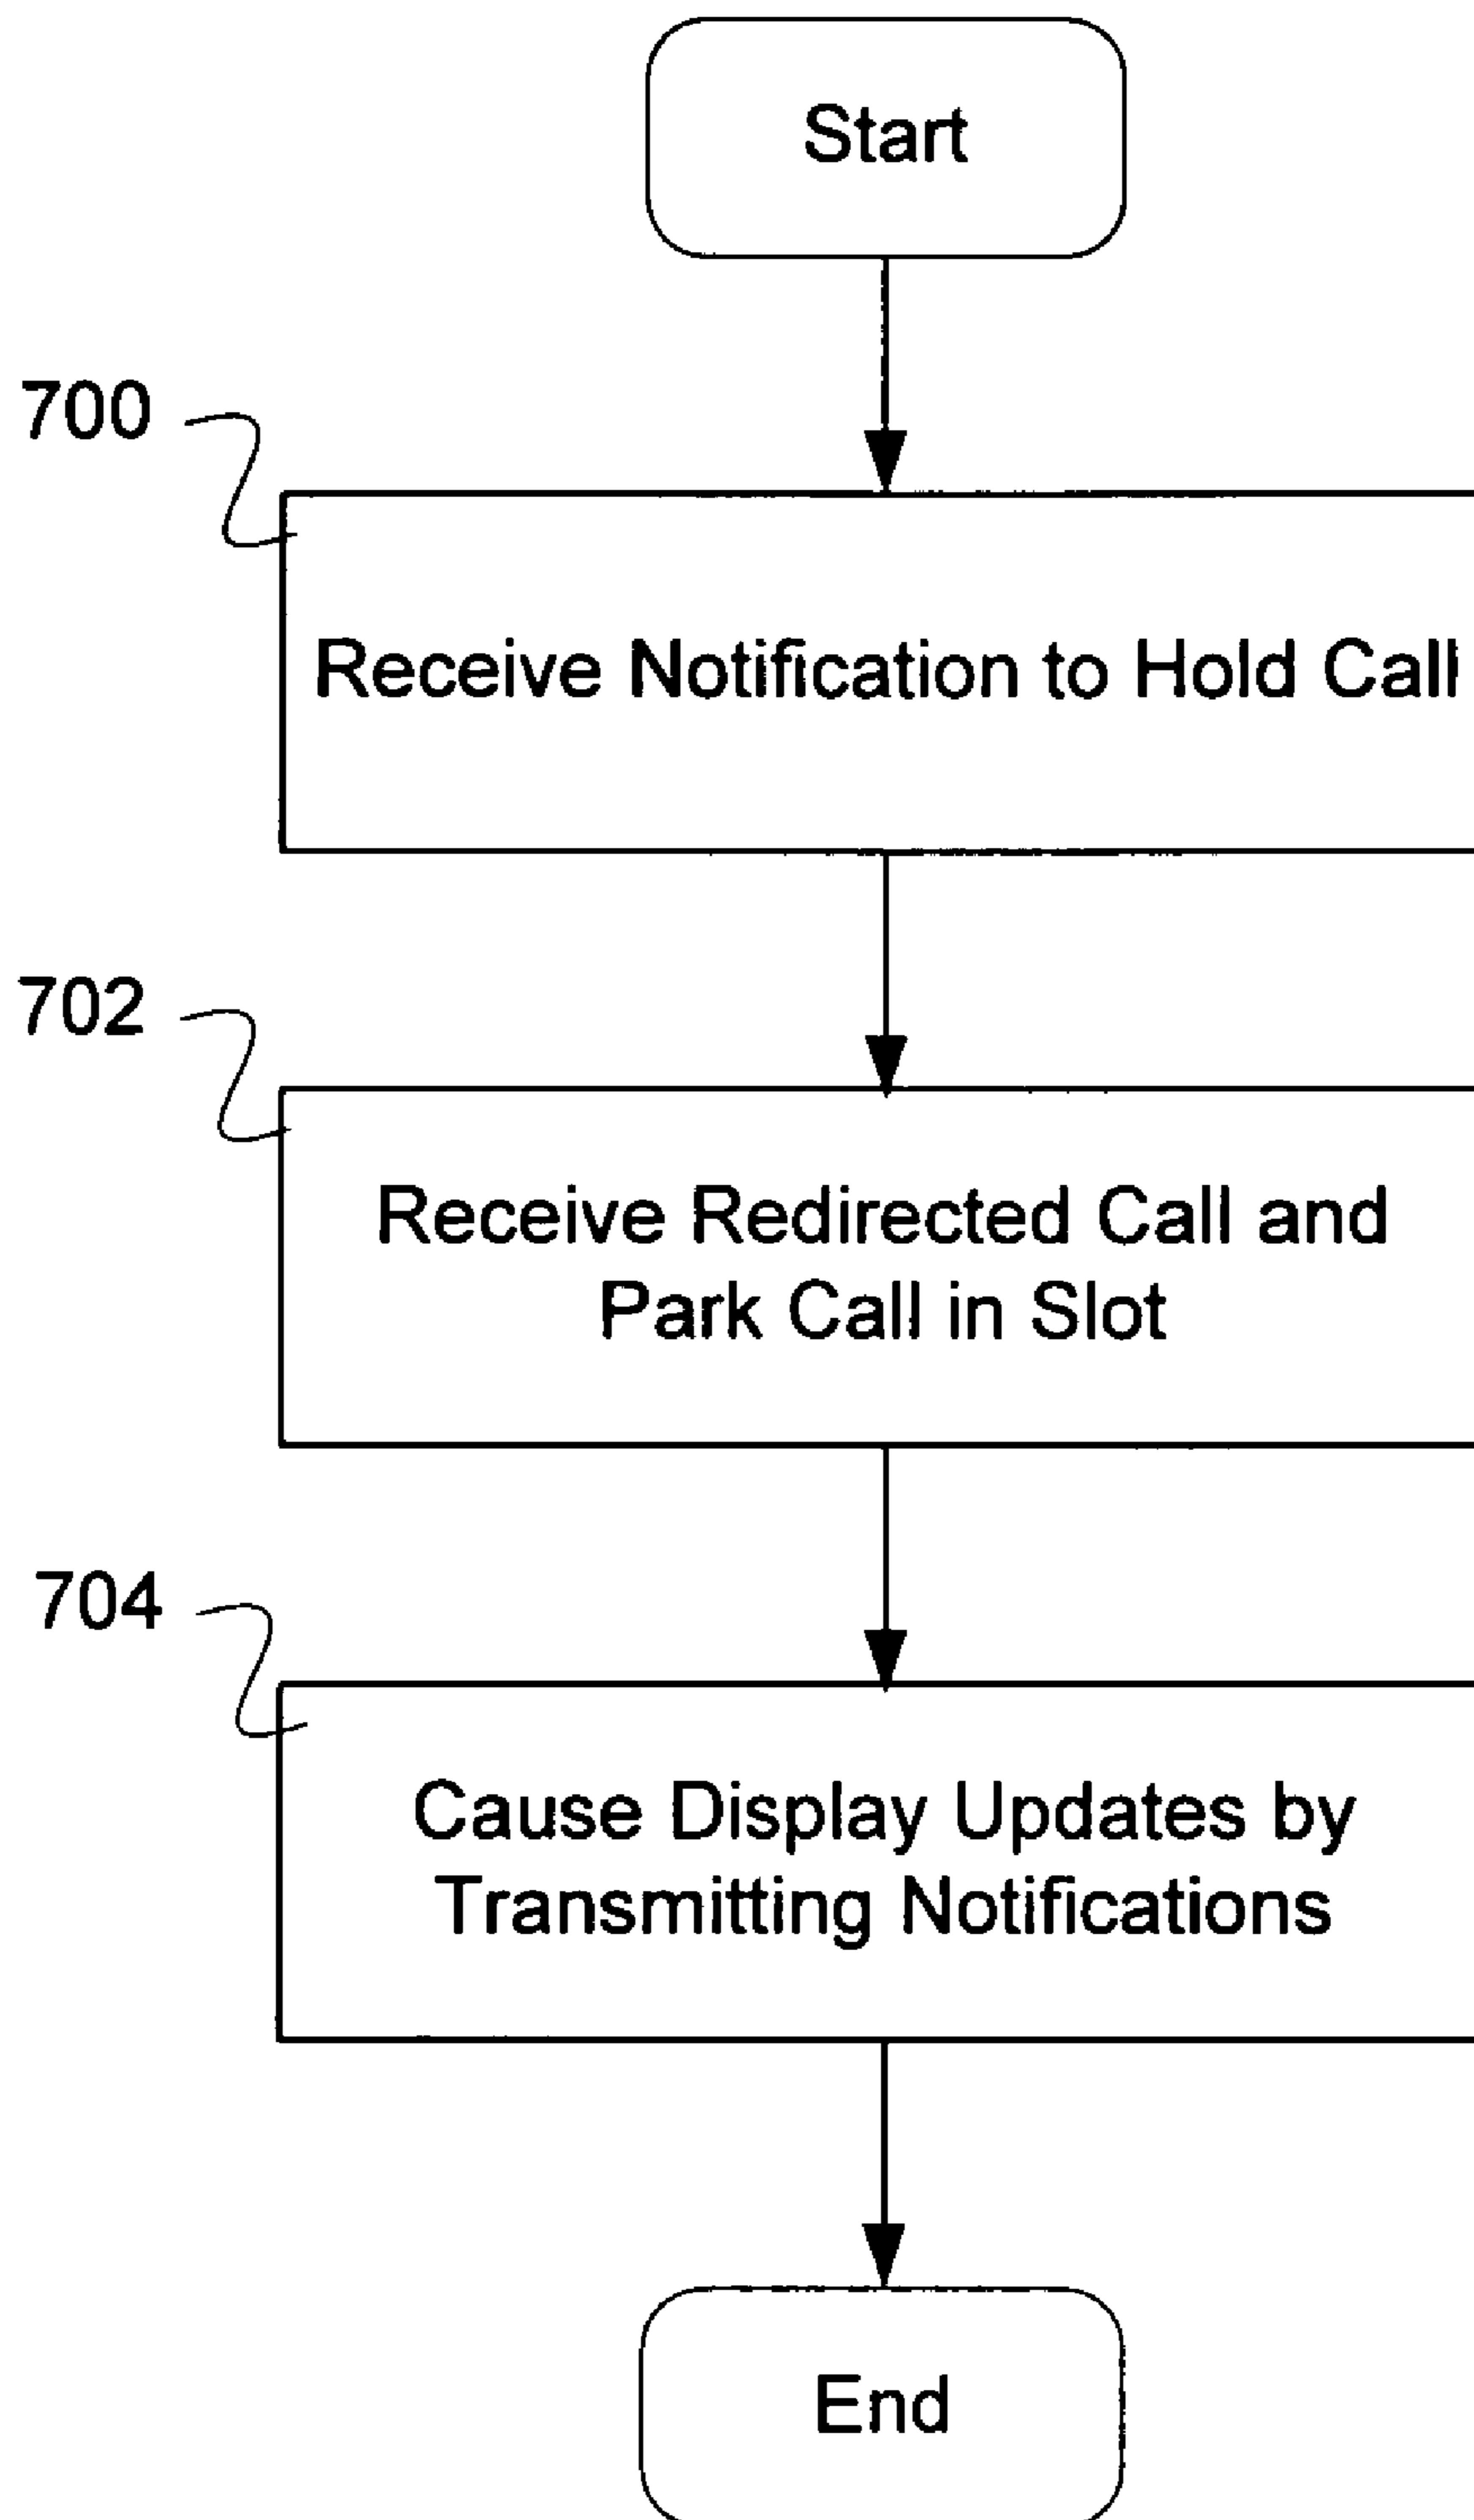 Start
700
Receive Notification to Hold Call
702
Receive Redirected Call and
Park Call in Slot
704
Cause Display Updates by
Transmitting Notifications
End